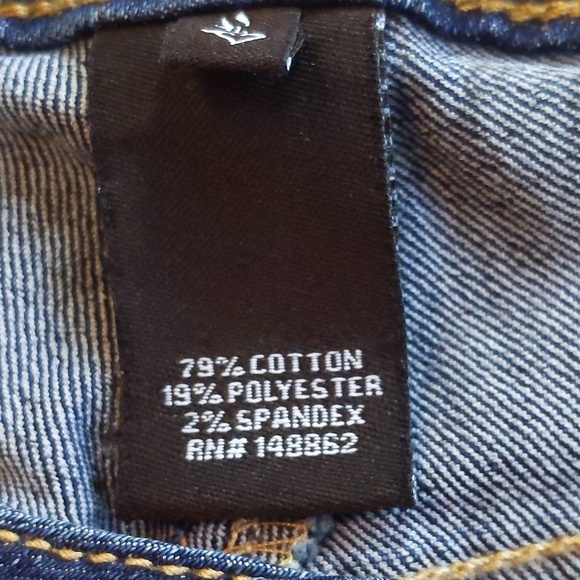 79% COTTON
19% POLYESTER
2% SPANDEX
RN# 148862